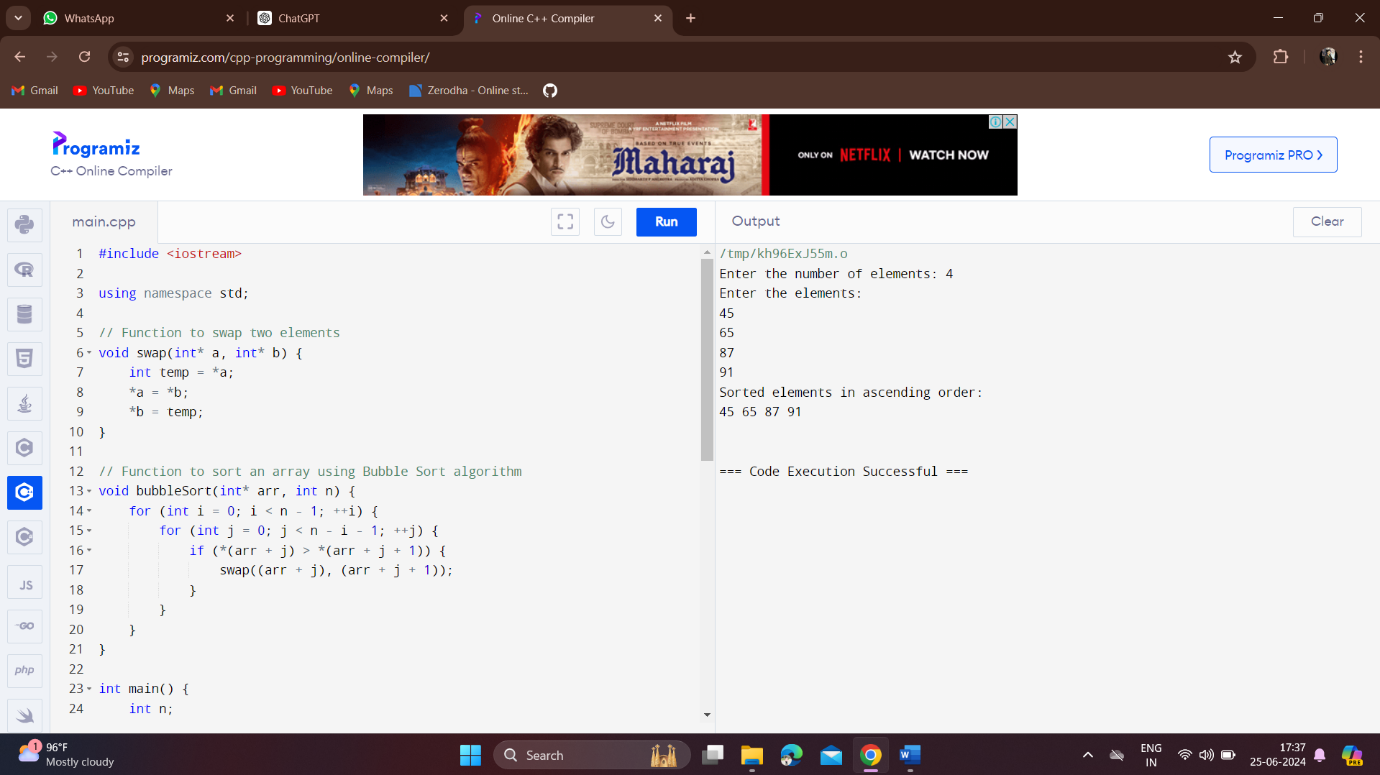 WhatsApp
ChatGPT
Online C++ Compiler
programiz.com/cpp-programming/online-compiler/
Gmail
YouTube
Maps
Gmail
YouTube
Maps
Zerodha - Online st...
Programiz
C++ Online Compiler
A NETFLIX FILM
BASED ON TRUE EVENTS
Maharaj
ONLY ON NETFLIX | WATCH NOW
Programiz PRO
main.cpp
Run
Output
Clear
1 #include <iostream>
2
3 using namespace std;
4
5 // Function to swap two elements
6 void swap(int* a, int* b) {
7 int temp = *a;
8 *a = *b;
9 *b = temp;
10 }
11
12 // Function to sort an array using Bubble Sort algorithm
13 void bubbleSort(int* arr, int n) {
14 for (int i = 0; i < n - 1; ++i) {
15 for (int j = 0; j < n - i - 1; ++j) {
16 if (*(arr + j) > *(arr + j + 1)) {
17 swap((arr + j), (arr + j + 1));
18 }
19 }
20 }
21 }
22
23 int main() {
24 int n;
/tmp/kh96ExJ55m.o
Enter the number of elements: 4
Enter the elements:
45
65
87
91
Sorted elements in ascending order:
45 65 87 91
=== Code Execution Successful ===
JS
GO
php
1
96°F
Mostly cloudy
Search
ENG
IN
17:37
25-06-2024